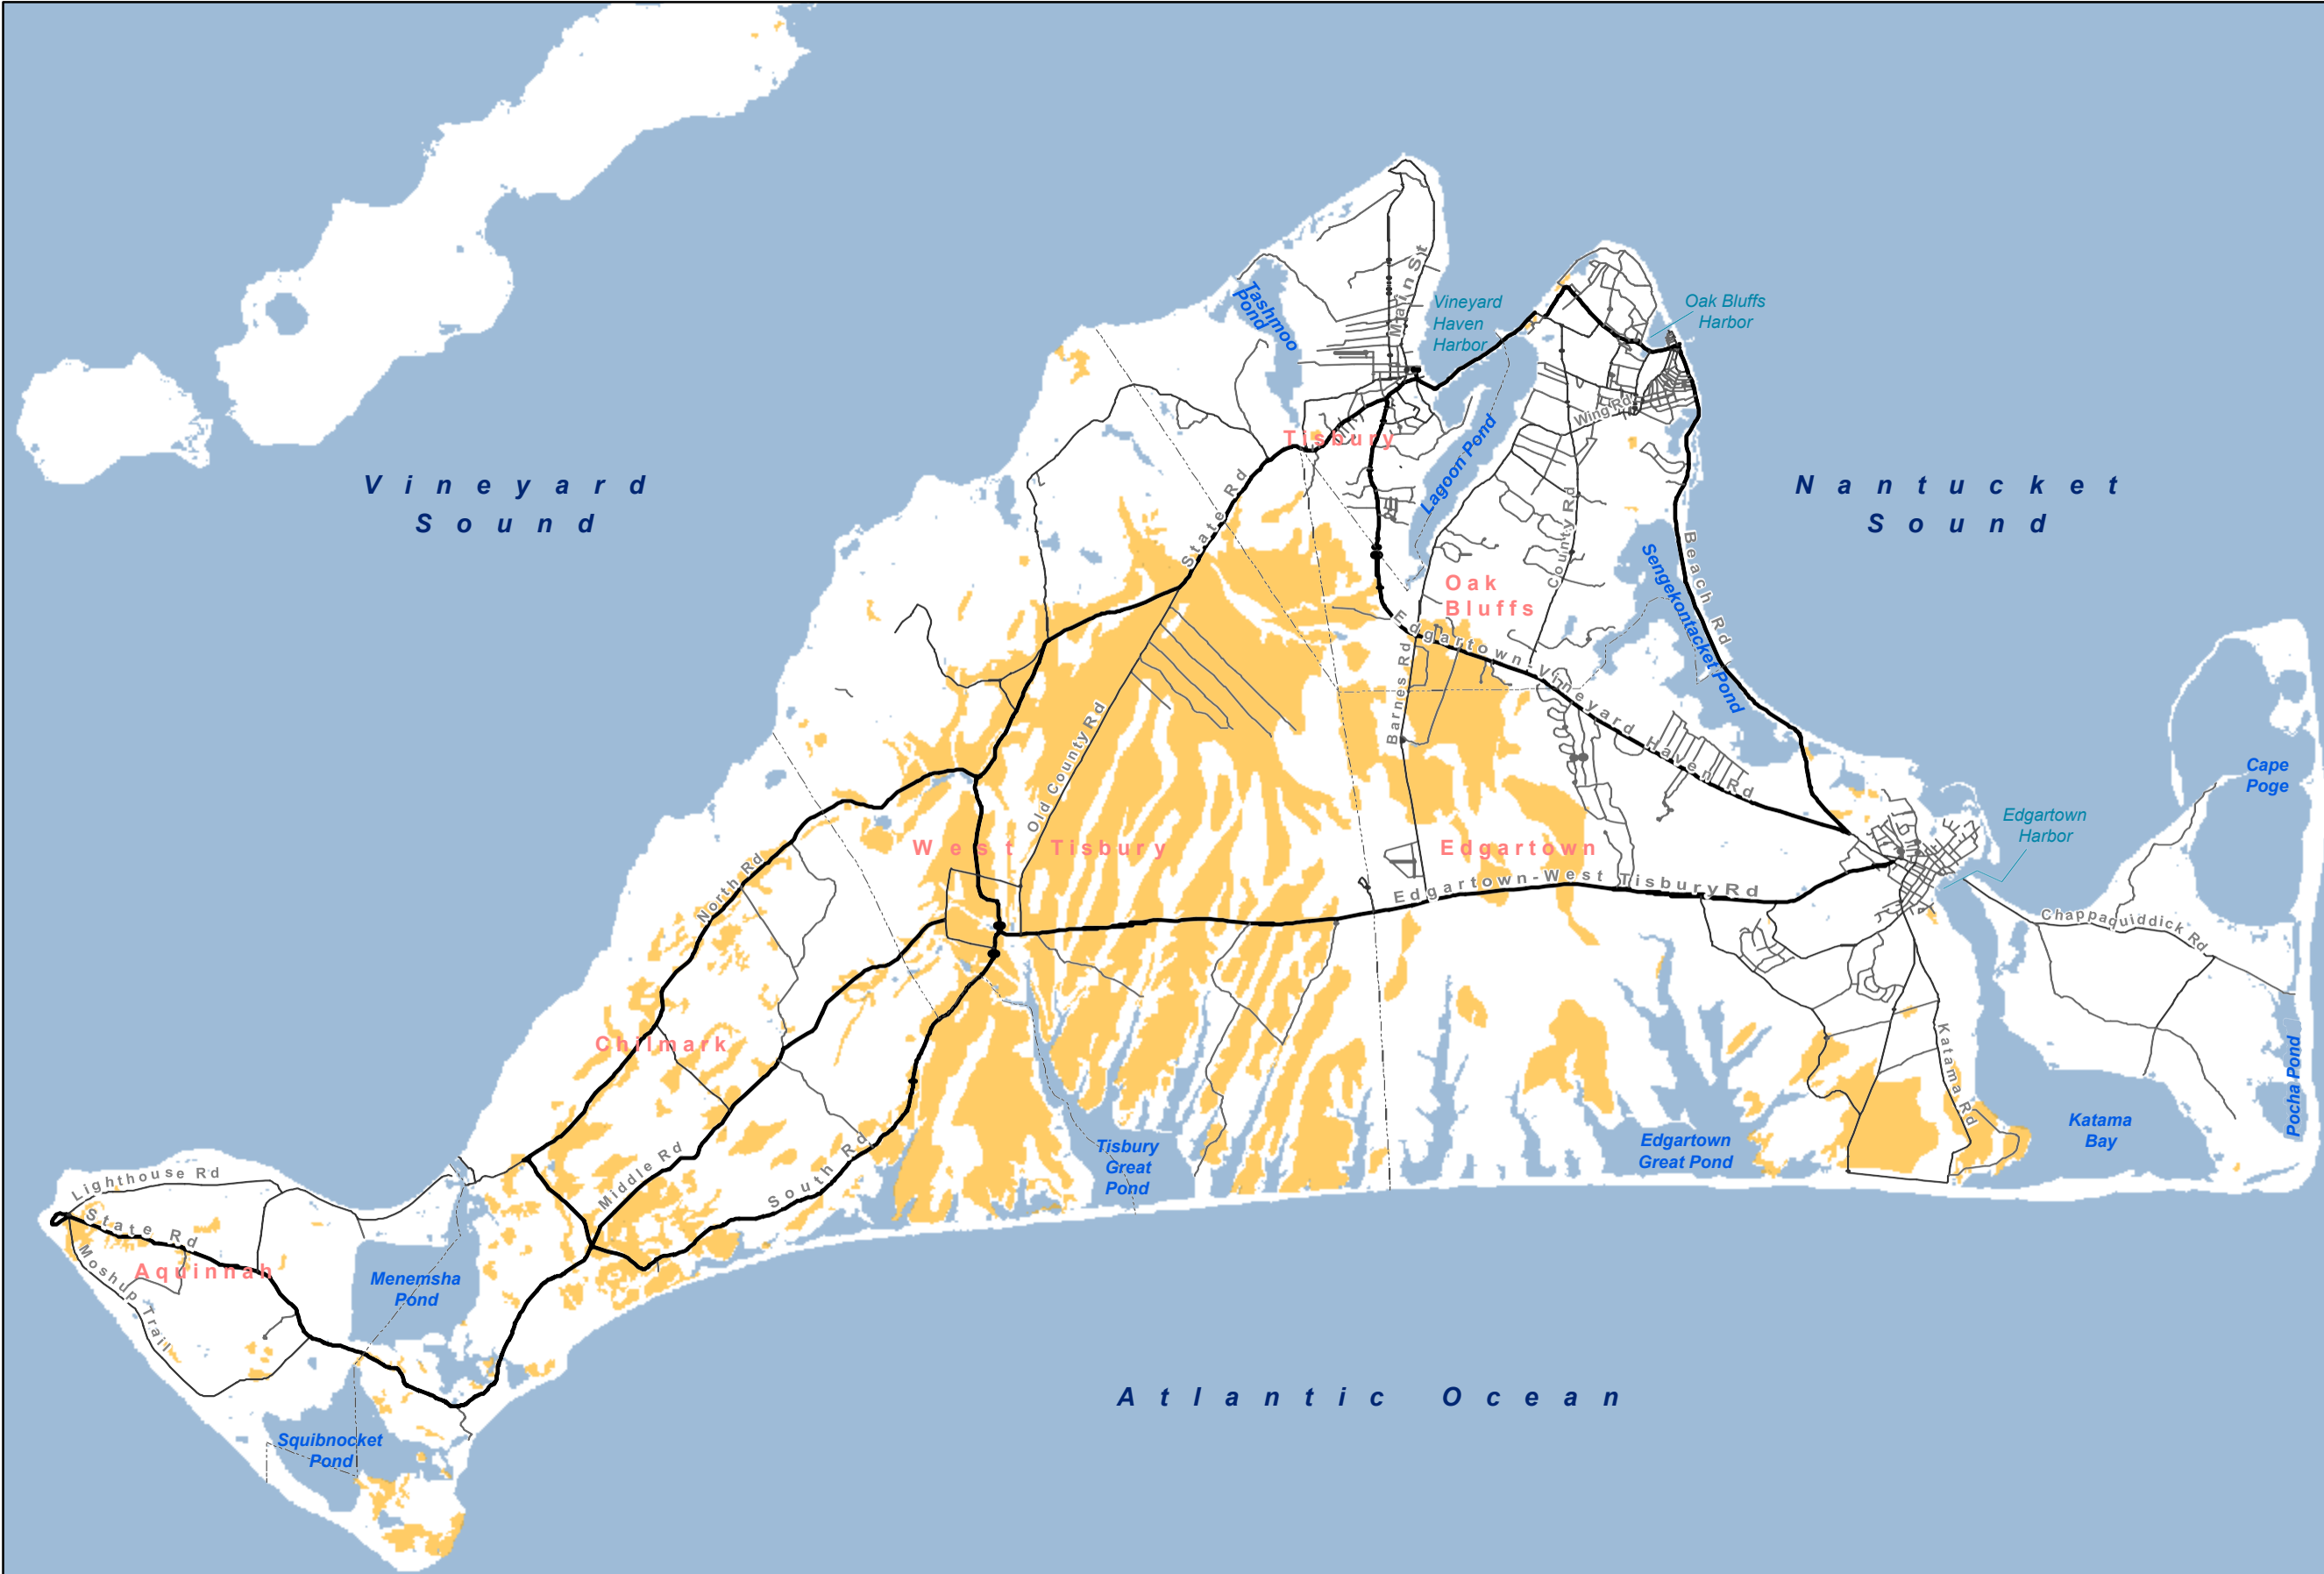 Vineyard
Sound
Nantucket
Sound
Atlantic Ocean
Tashmoo
Pond
Main St
Vineyard
Haven
Harbor
Oak Bluffs
Harbor
Wing Rd
Tisbury
Lagoon Pond
State Rd
County Rd
Beach Rd
Sengekontacket Pond
Oak
Bluffs
Edgartown-Vineyard Haven Rd
Barnes Rd
Old County Rd
Cape
Poge
Edgartown
Harbor
West Tisbury
Edgartown
North Rd
Edgartown-West Tisbury Rd
Chappaquiddick Rd
Chilmark
Katama Rd
Pocha Pond
Katama
Bay
Edgartown
Great Pond
Tisbury
Great
Pond
Middle Rd
South Rd
Lighthouse Rd
State Rd
Moshup Trail
Aquinnah
Menemsha
Pond
Squibnocket
Pond